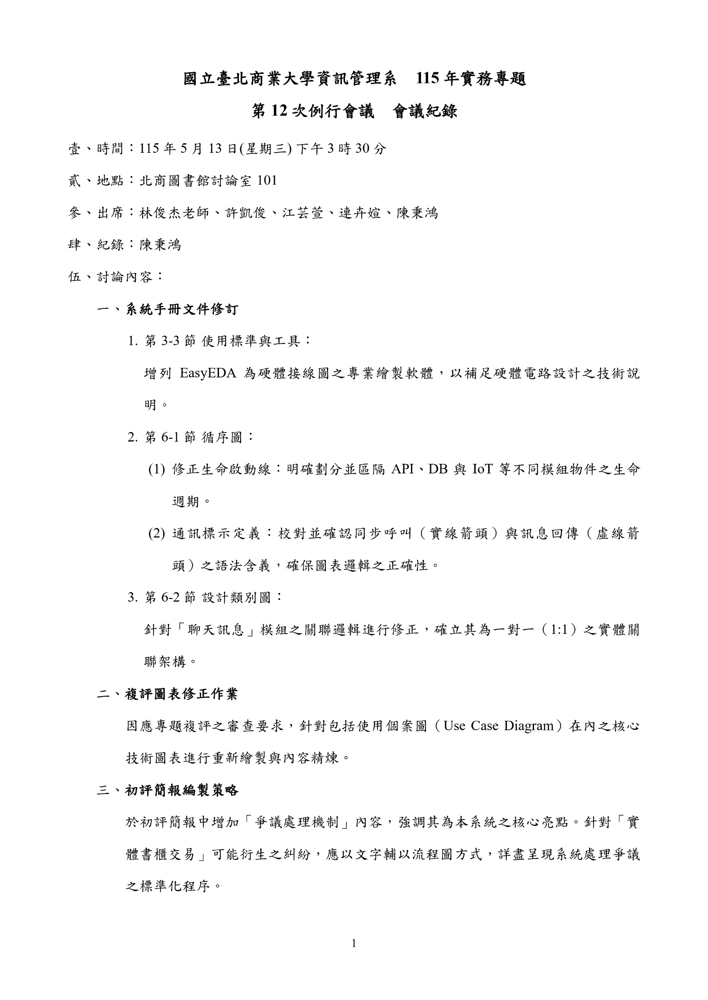 國立臺北商業大學資訊管理系　115 年實務專題
第 12 次例行會議　會議紀錄
壹、時間：115 年 5 月 13 日(星期三) 下午 3 時 30 分
貳、地點：北商圖書館討論室 101
參、出席：林俊杰老師、許凱俊、江芸萱、連卉媗、陳秉鴻
肆、紀錄：陳秉鴻
伍、討論內容：
一、系統手冊文件修訂
1. 第 3-3 節 使用標準與工具：
增列 EasyEDA 為硬體接線圖之專業繪製軟體，以補足硬體電路設計之技術說
明。
2. 第 6-1 節 循序圖：
(1) 修正生命啟動線：明確劃分並區隔 API、DB 與 IoT 等不同模組物件之生命
週期。
(2) 通訊標示定義：校對並確認同步呼叫（實線箭頭）與訊息回傳（虛線箭
頭）之語法含義，確保圖表邏輯之正確性。
3. 第 6-2 節 設計類別圖：
針對「聊天訊息」模組之關聯邏輯進行修正，確立其為一對一（1:1）之實體關
聯架構。
二、複評圖表修正作業
因應專題複評之審查要求，針對包括使用個案圖（Use Case Diagram）在內之核心
技術圖表進行重新繪製與內容精煉。
三、初評簡報編製策略
於初評簡報中增加「爭議處理機制」內容，強調其為本系統之核心亮點。針對「實
體書櫃交易」可能衍生之糾紛，應以文字輔以流程圖方式，詳盡呈現系統處理爭議
之標準化程序。
1